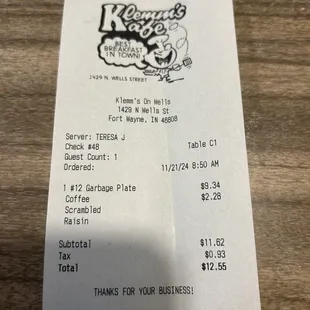 Klemm's
Kafe
BEST
BREAKFAST
IN TOWN!
1429 N. WELLS STREET
Klemm's On Wells
1429 N Wells St
Fort Wayne, IN 46808
Server: TERESA J
Check #48 Table C1
Guest Count: 1
Ordered: 11/21/24 8:50 AM
1 #12 Garbage Plate $9.34
Coffee $2.28
Scrambled
Raisin
Subtotal $11.62
Tax $0.93
Total $12.55
THANKS FOR YOUR BUSINESS!